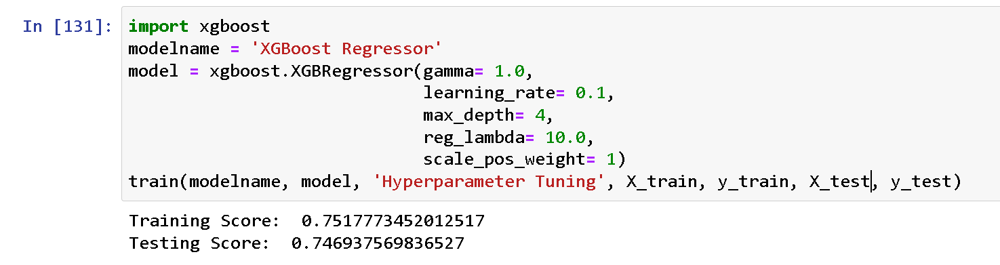 In [131]: import xgboost
modelname = 'XGBoost Regressor'
model = xgboost.XGBRegressor(gamma= 1.0,
learning_rate= 0.1,
max_depth= 4,
reg_lambda= 10.0,
scale_pos_weight= 1)
train(modelname, model, 'Hyperparameter Tuning', X_train, y_train, X_test, y_test)
Training Score:  0.7517773452012517
Testing Score:  0.746937569836527